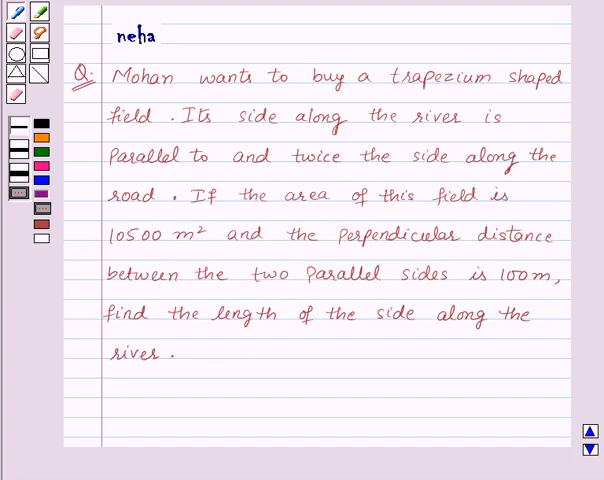 neha
Q. Mohan wants to buy a trapezium shaped
field. Its side along the river is
parallel to and twice the side along the
road. If the area of this field is
10500 m² and the perpendicular distance
between the two parallel sides is 100m,
find the length of the side along the
river.